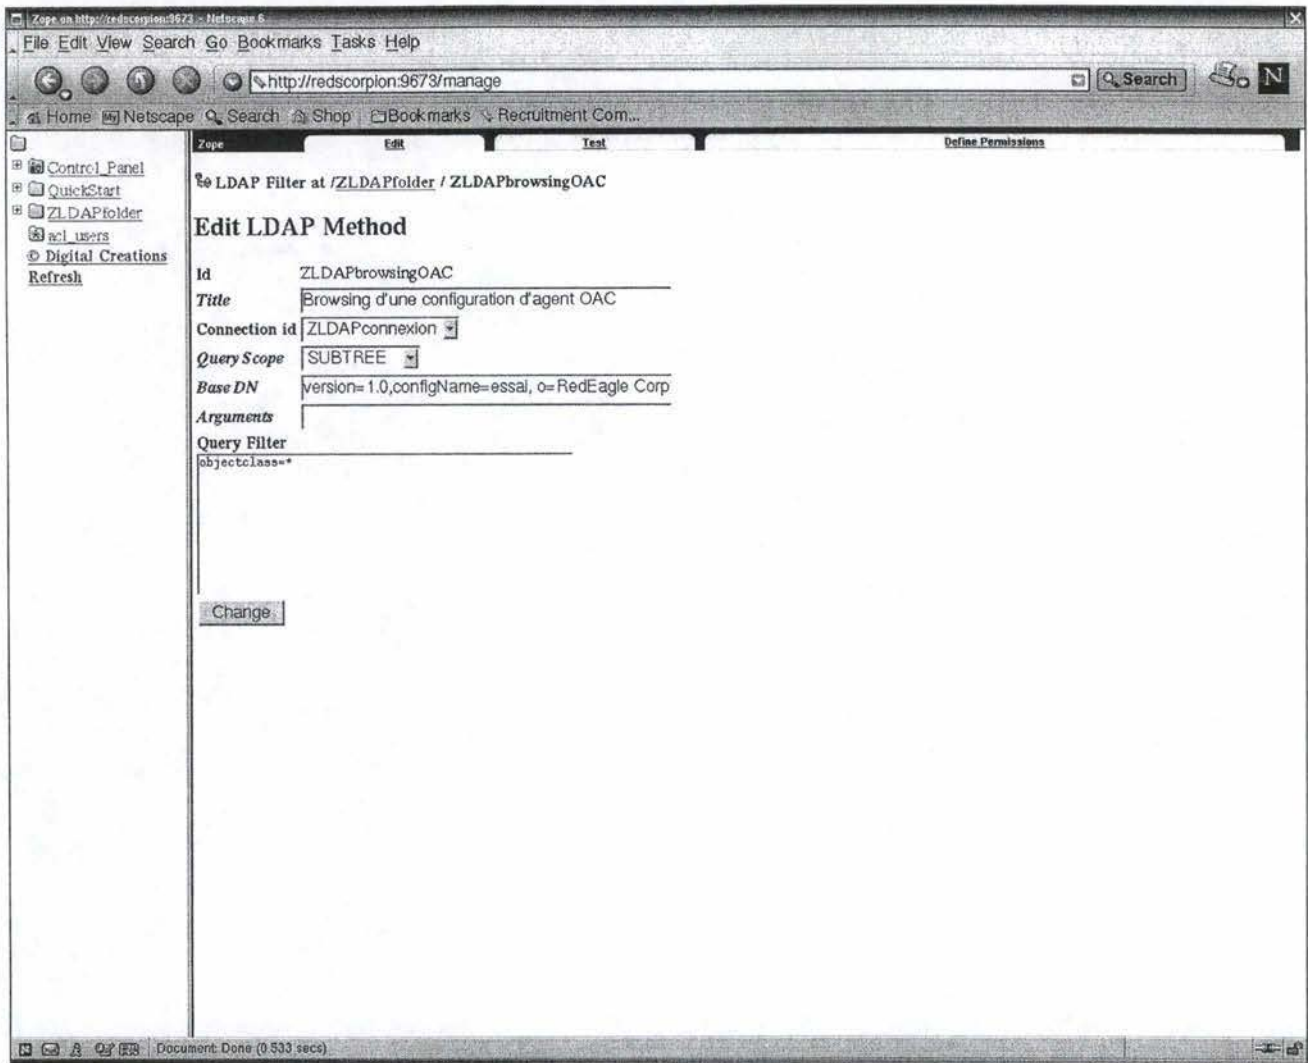 Zope on http://redscorpion:9673 - Netscape 6
File Edit View Search Go Bookmarks Tasks Help
http://redscorpion:9673/manage
Search
N
Home Netscape Search Shop Bookmarks Recruitment Com...
Zope Edit Test Define Permissions
Control_Panel
QuickStart
ZLDAPfolder
acl_users
© Digital Creations
Refresh
LDAP Filter at /ZLDAPfolder / ZLDAPbrowsingOAC
Edit LDAP Method
Id ZLDAPbrowsingOAC
Title Browsing d'une configuration d'agent OAC
Connection id ZLDAPconnexion
Query Scope SUBTREE
Base DN version=1.0,configName=essai, o=RedEagle Corp
Arguments
Query Filter
objectclass=*
Change
Document: Done (0.533 secs)